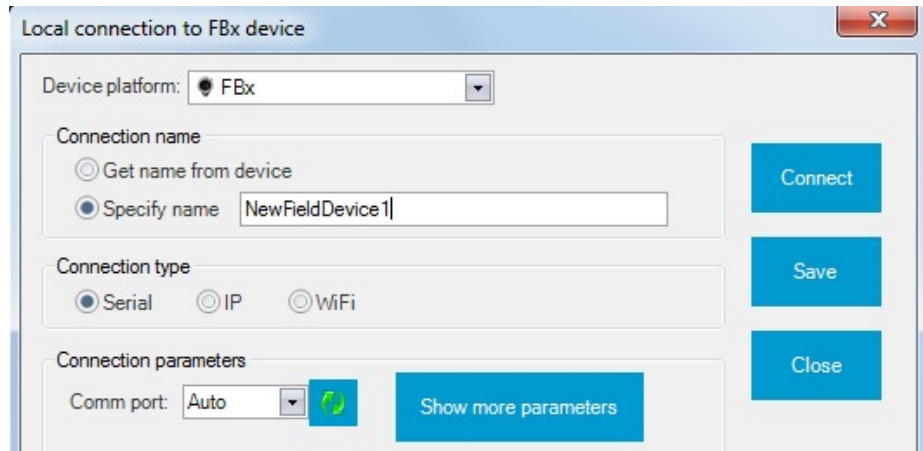 Local connection to FBx device
Device platform: FBx
Connection name
Get name from device
Specify name NewFieldDevice1
Connect
Connection type
Serial IP WiFi
Save
Connection parameters
Comm port: Auto Show more parameters
Close